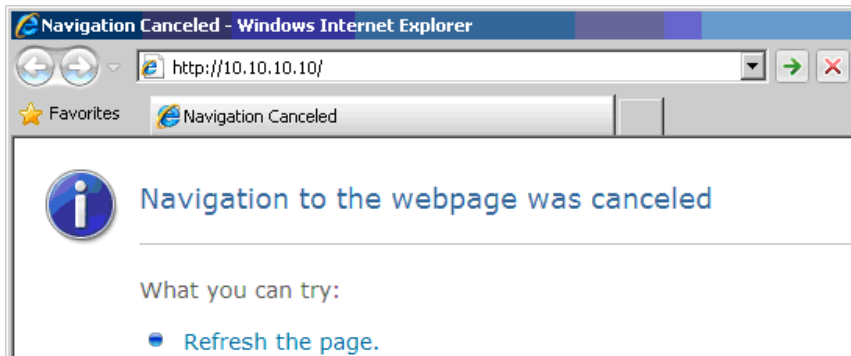 Navigation Canceled - Windows Internet Explorer
http://10.10.10.10/
Favorites
Navigation Canceled
Navigation to the webpage was canceled
What you can try:
Refresh the page.